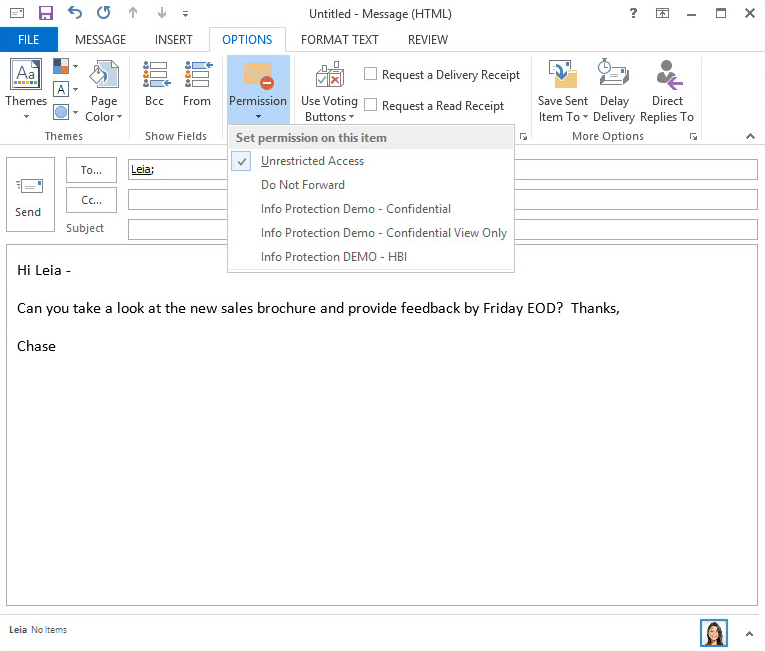 Untitled - Message (HTML)
?
FILE MESSAGE INSERT OPTIONS FORMAT TEXT REVIEW
Aa
A
Themes
Page
Color
Themes
Bcc
From
Show Fields
Permission
Use Voting
Buttons
Request a Delivery Receipt
Request a Read Receipt
Save Sent
Item To
Delay
Delivery
Direct
Replies To
More Options
Set permission on this item
Unrestricted Access
Do Not Forward
Info Protection Demo - Confidential
Info Protection Demo - Confidential View Only
Info Protection DEMO - HBI
Send
To...
Leia;
Cc...
Subject
Hi Leia -
Can you take a look at the new sales brochure and provide feedback by Friday EOD?  Thanks,
Chase
Leia No Items